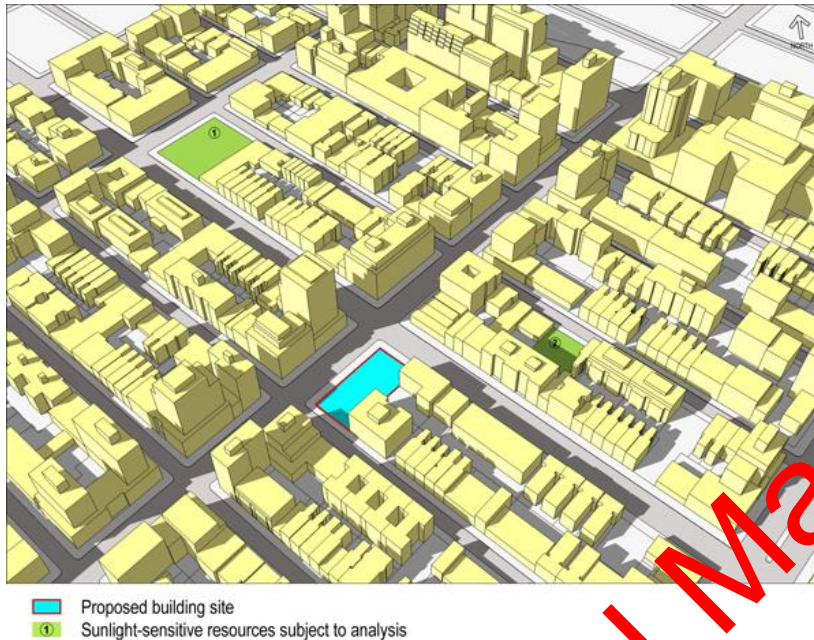 NORTH
①
②
Proposed building site
① Sunlight-sensitive resources subject to analysis